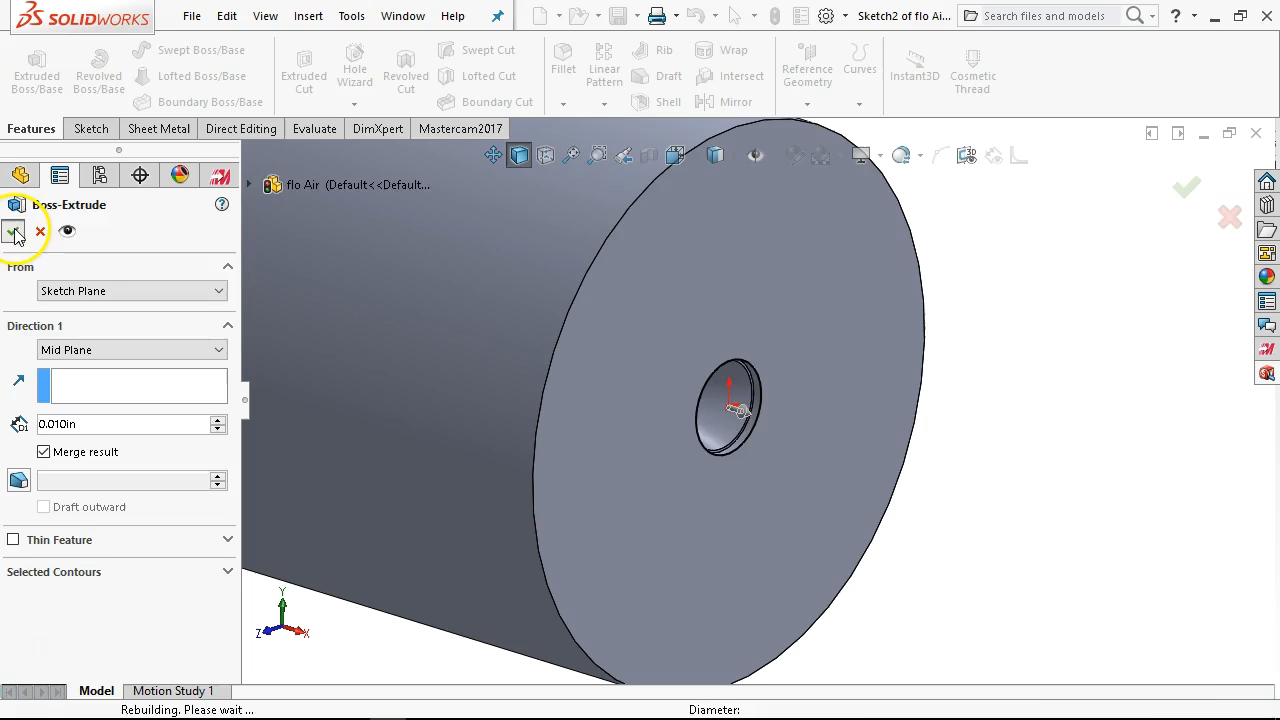 SOLIDWORKS File Edit View Insert Tools Window Help Sketch2 of flo Ai... Search files and models ?
Extruded Boss/Base
Revolved Boss/Base
Swept Boss/Base
Lofted Boss/Base
Boundary Boss/Base
Extruded Cut
Hole Wizard
Revolved Cut
Swept Cut
Lofted Cut
Boundary Cut
Fillet
Linear Pattern
Rib
Draft
Shell
Wrap
Intersect
Mirror
Reference Geometry
Curves
Instant3D
Cosmetic Thread
Features Sketch Sheet Metal Direct Editing Evaluate DimXpert Mastercam2017
flo Air (Default<<Default...
Boss-Extrude ?
From
Sketch Plane
Direction 1
Mid Plane
D1 0.010in
Merge result
Draft outward
Thin Feature
Selected Contours
Y
Z X
Model Motion Study 1
Rebuilding. Please wait ... Diameter: